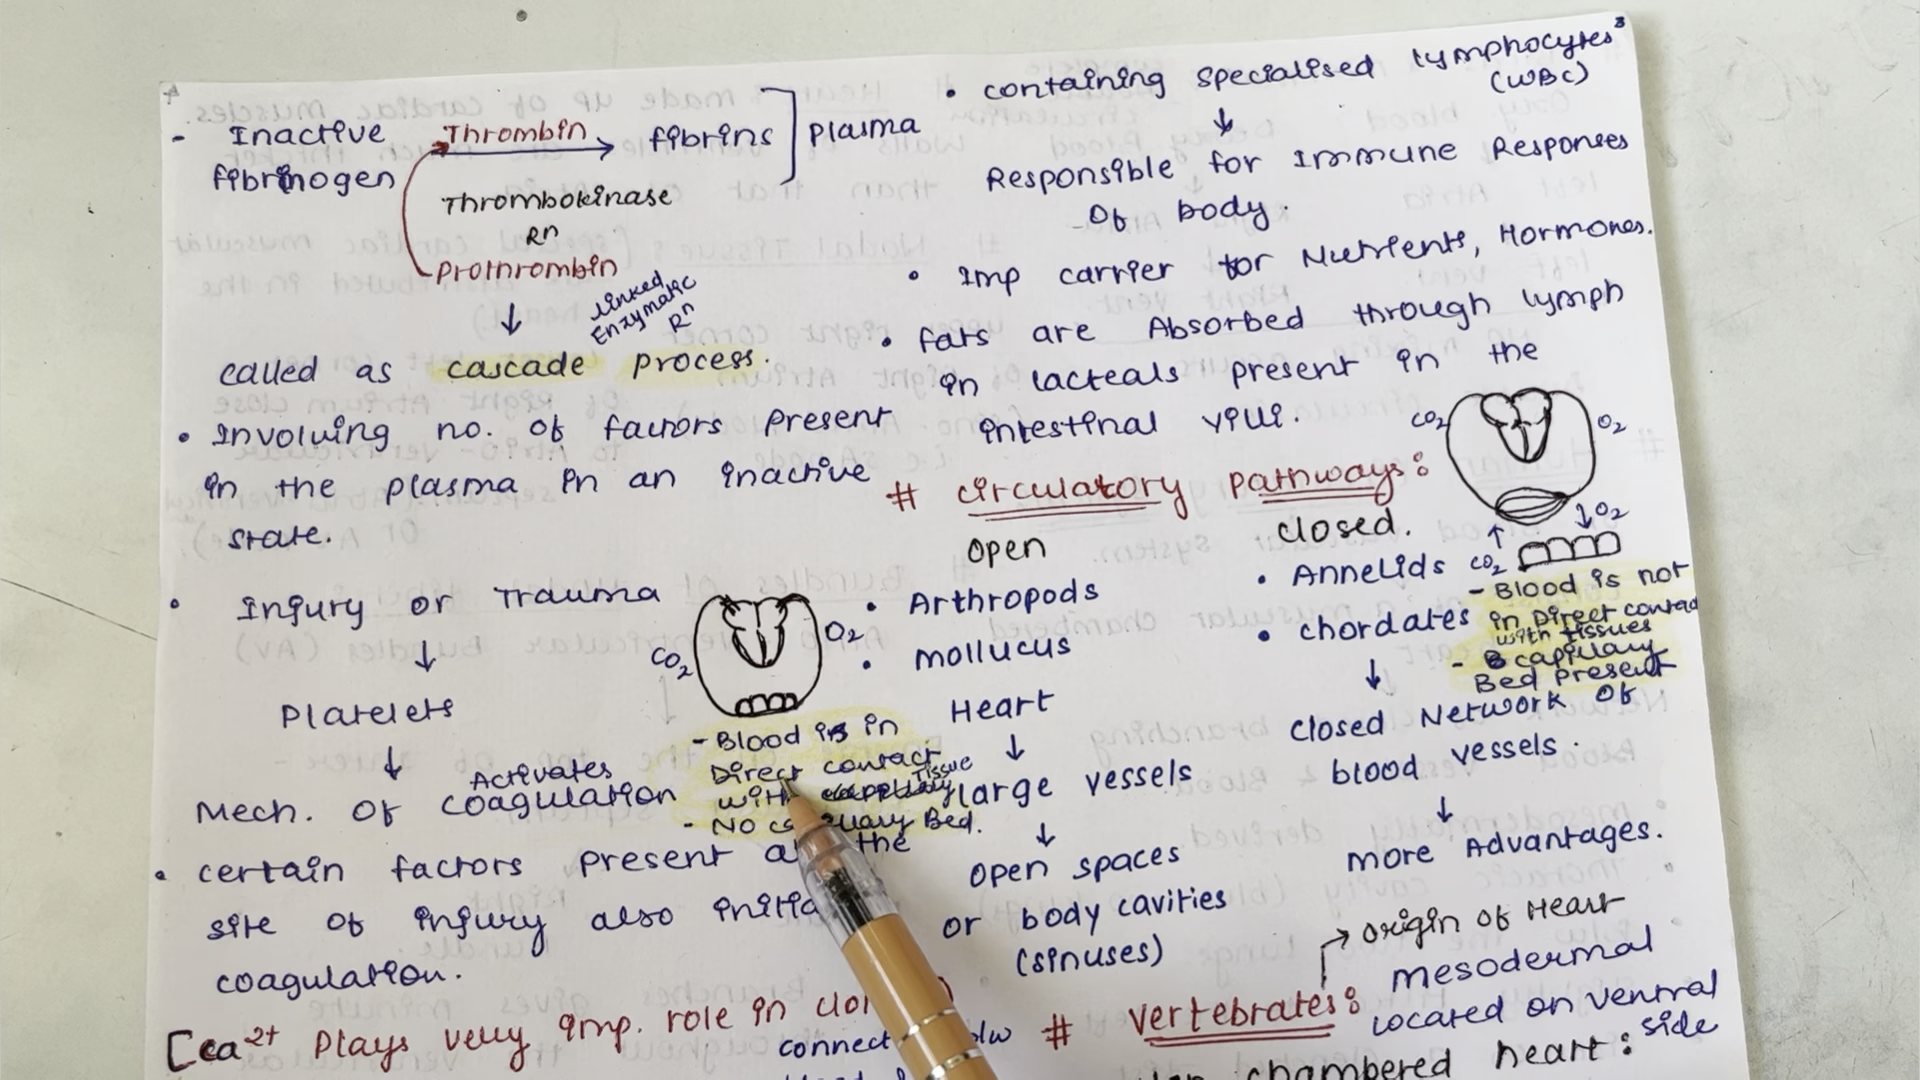 - Inactive Thrombin → fibrins ] plasma
fibrinogen
Thrombokinase
Rn
Prothrombin
↓ linked
Enzymatic
Rn
called as cascade process.
• Involving no. of factors present
in the plasma in an inactive
state.
• Injury or Trauma
↓
Platelets
↓ Activates
Mech. of coagulation
CO2 O2
- Blood is in
Direct contact
with Tissue
- No Bed.
• certain factors present the
site of injury also
coagulation.
[ca2+ plays very imp. role in
connect blw
3
• containing specialised lymphocytes
(WBC)
↓
Responsible for Immune Responses
of body.
• Imp carrier for Nutrients, Hormones.
• fats are Absorbed through lymph
in lacteals present in the
intestinal villi.
# circulatory pathways:
open
• Arthropods
• mollucus
Heart
↓
large vessels
↓
open spaces
or body cavities
(sinuses)
CO2 O2
↑ ↓O2
CO2
closed.
• Annelids
• chordates
- Blood is not
in Direct contact
with tissues
- capillary
Bed present
↓
closed Network of
blood vessels.
↓
more Advantages.
→ origin of Heart
mesodermal
located on ventral
side
# vertebrates:
chambered heart: